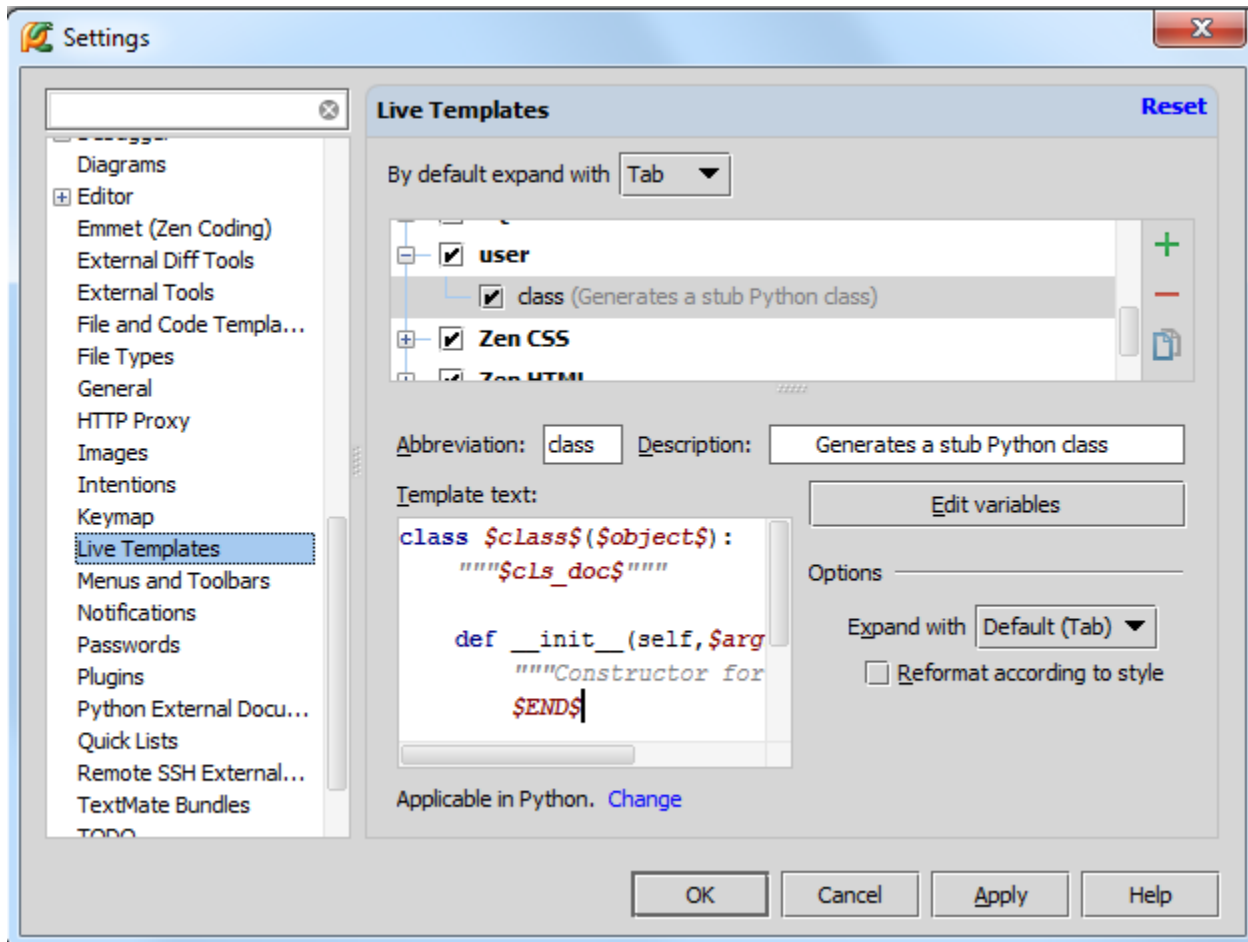 Settings
Live Templates
Reset
Diagrams
Editor
Emmet (Zen Coding)
External Diff Tools
External Tools
File and Code Templa...
File Types
General
HTTP Proxy
Images
Intentions
Keymap
Live Templates
Menus and Toolbars
Notifications
Passwords
Plugins
Python External Docu...
Quick Lists
Remote SSH External...
TextMate Bundles
TODO
By default expand with Tab
user
class (Generates a stub Python class)
Zen CSS
Zen HTML
Abbreviation: class Description: Generates a stub Python class
Template text:
Edit variables
class $class$($object$):
"""$cls_doc$"""
def __init__(self,$arg
"""Constructor for
$END$
Options
Expand with Default (Tab)
Reformat according to style
Applicable in Python. Change
OK Cancel Apply Help